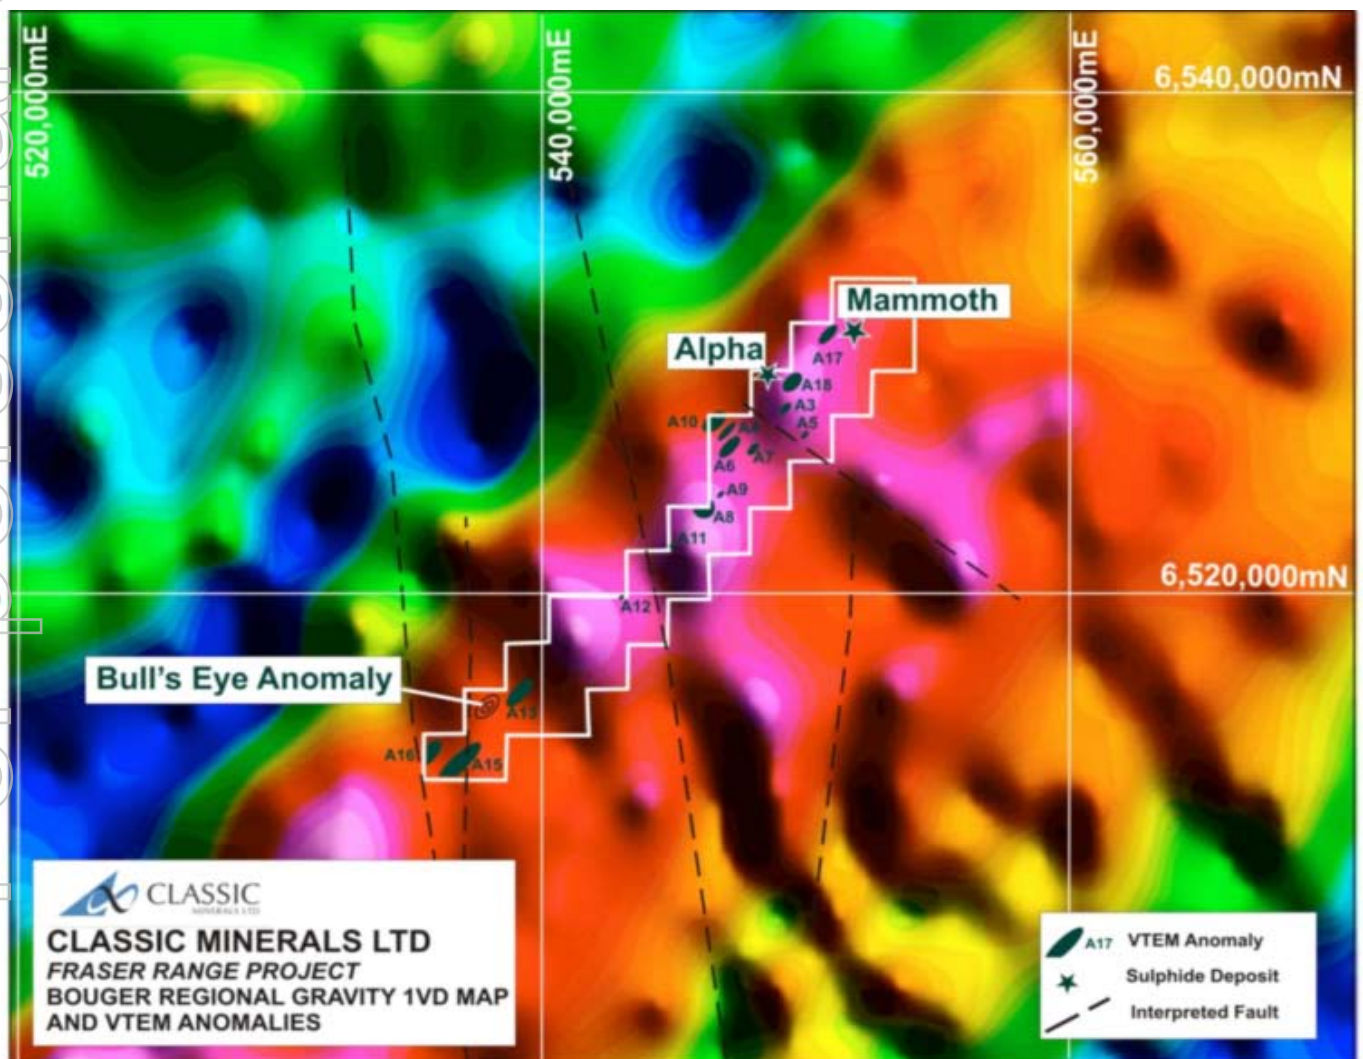 520,000mE
540,000mE
560,000mE
6,540,000mN
Mammoth
Alpha
A17
A18
A3
A10
A5
A6
A7
A9
A8
A11
6,520,000mN
A12
Bull's Eye Anomaly
A13
A16
A15
CLASSIC
MINERALS LTD
CLASSIC MINERALS LTD
FRASER RANGE PROJECT
BOUGER REGIONAL GRAVITY 1VD MAP
AND VTEM ANOMALIES
A17 VTEM Anomaly
Sulphide Deposit
Interpreted Fault